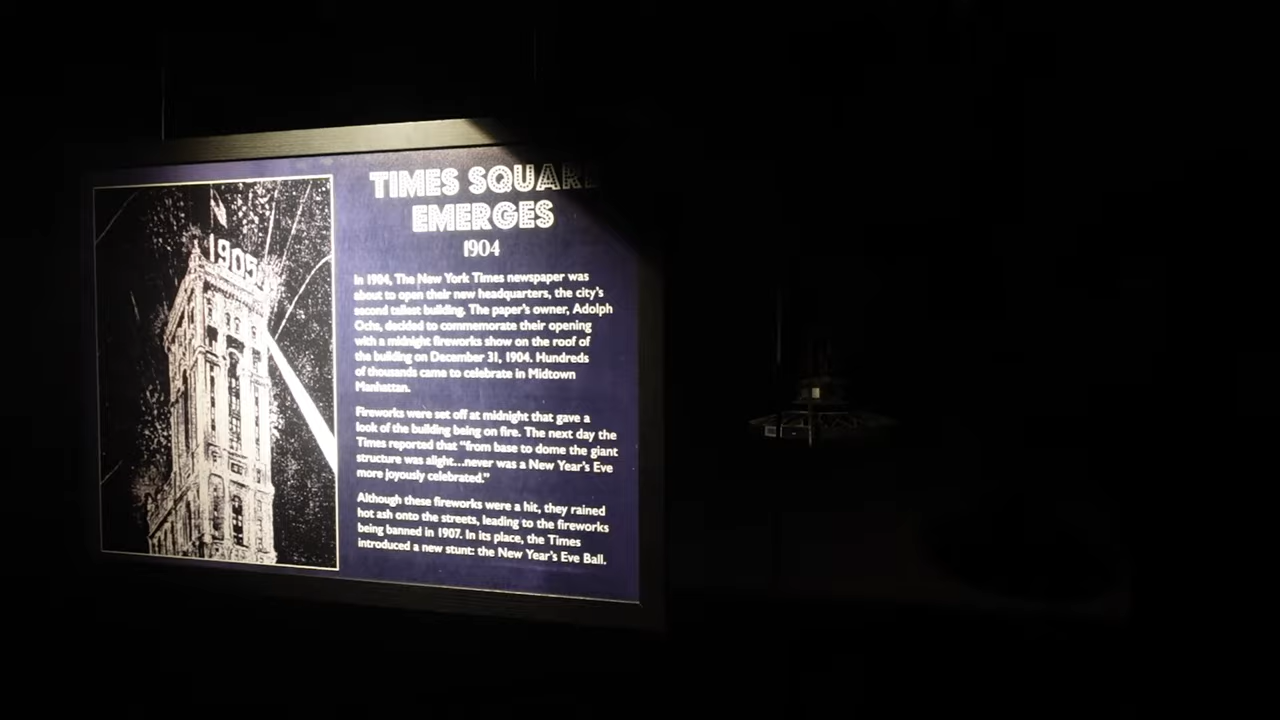 1905
TIMES SQUARE
EMERGES
1904
In 1904, The New York Times newspaper was
about to open their new headquarters, the city's
second tallest building. The paper's owner, Adolph
Ochs, decided to commemorate their opening
with a midnight fireworks show on the roof of
the building on December 31, 1904. Hundreds
of thousands came to celebrate in Midtown
Manhattan.
Fireworks were set off at midnight that gave a
look of the building being on fire. The next day the
Times reported that "from base to dome the giant
structure was alight...never was a New Year's Eve
more joyously celebrated."
Although these fireworks were a hit, they rained
hot ash onto the streets, leading to the fireworks
being banned in 1907. In its place, the Times
introduced a new stunt: the New Year's Eve Ball.